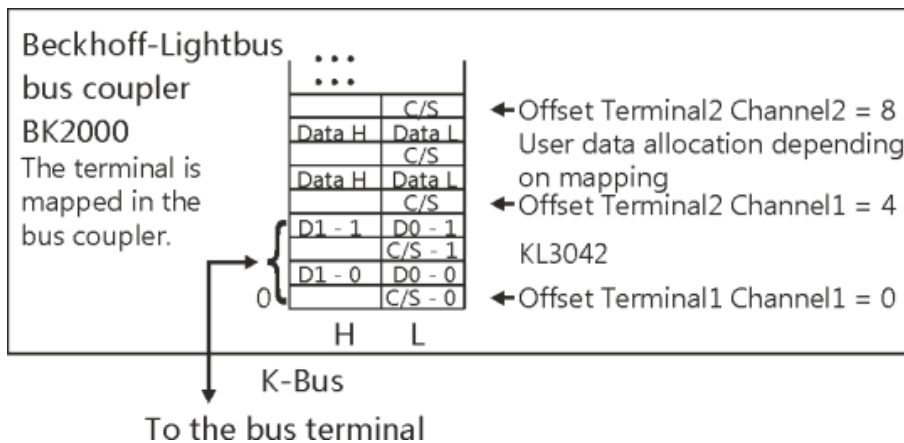 Beckhoff-Lightbus
bus coupler
BK2000
The terminal is
mapped in the
bus coupler.
C/S
Data H Data L
C/S
Data H Data L
C/S
D1 - 1 D0 - 1
C/S - 1
D1 - 0 D0 - 0
0 C/S - 0
H L
Offset Terminal2 Channel2 = 8
User data allocation depending
on mapping
Offset Terminal2 Channel1 = 4
KL3042
Offset Terminal1 Channel1 = 0
K-Bus
To the bus terminal